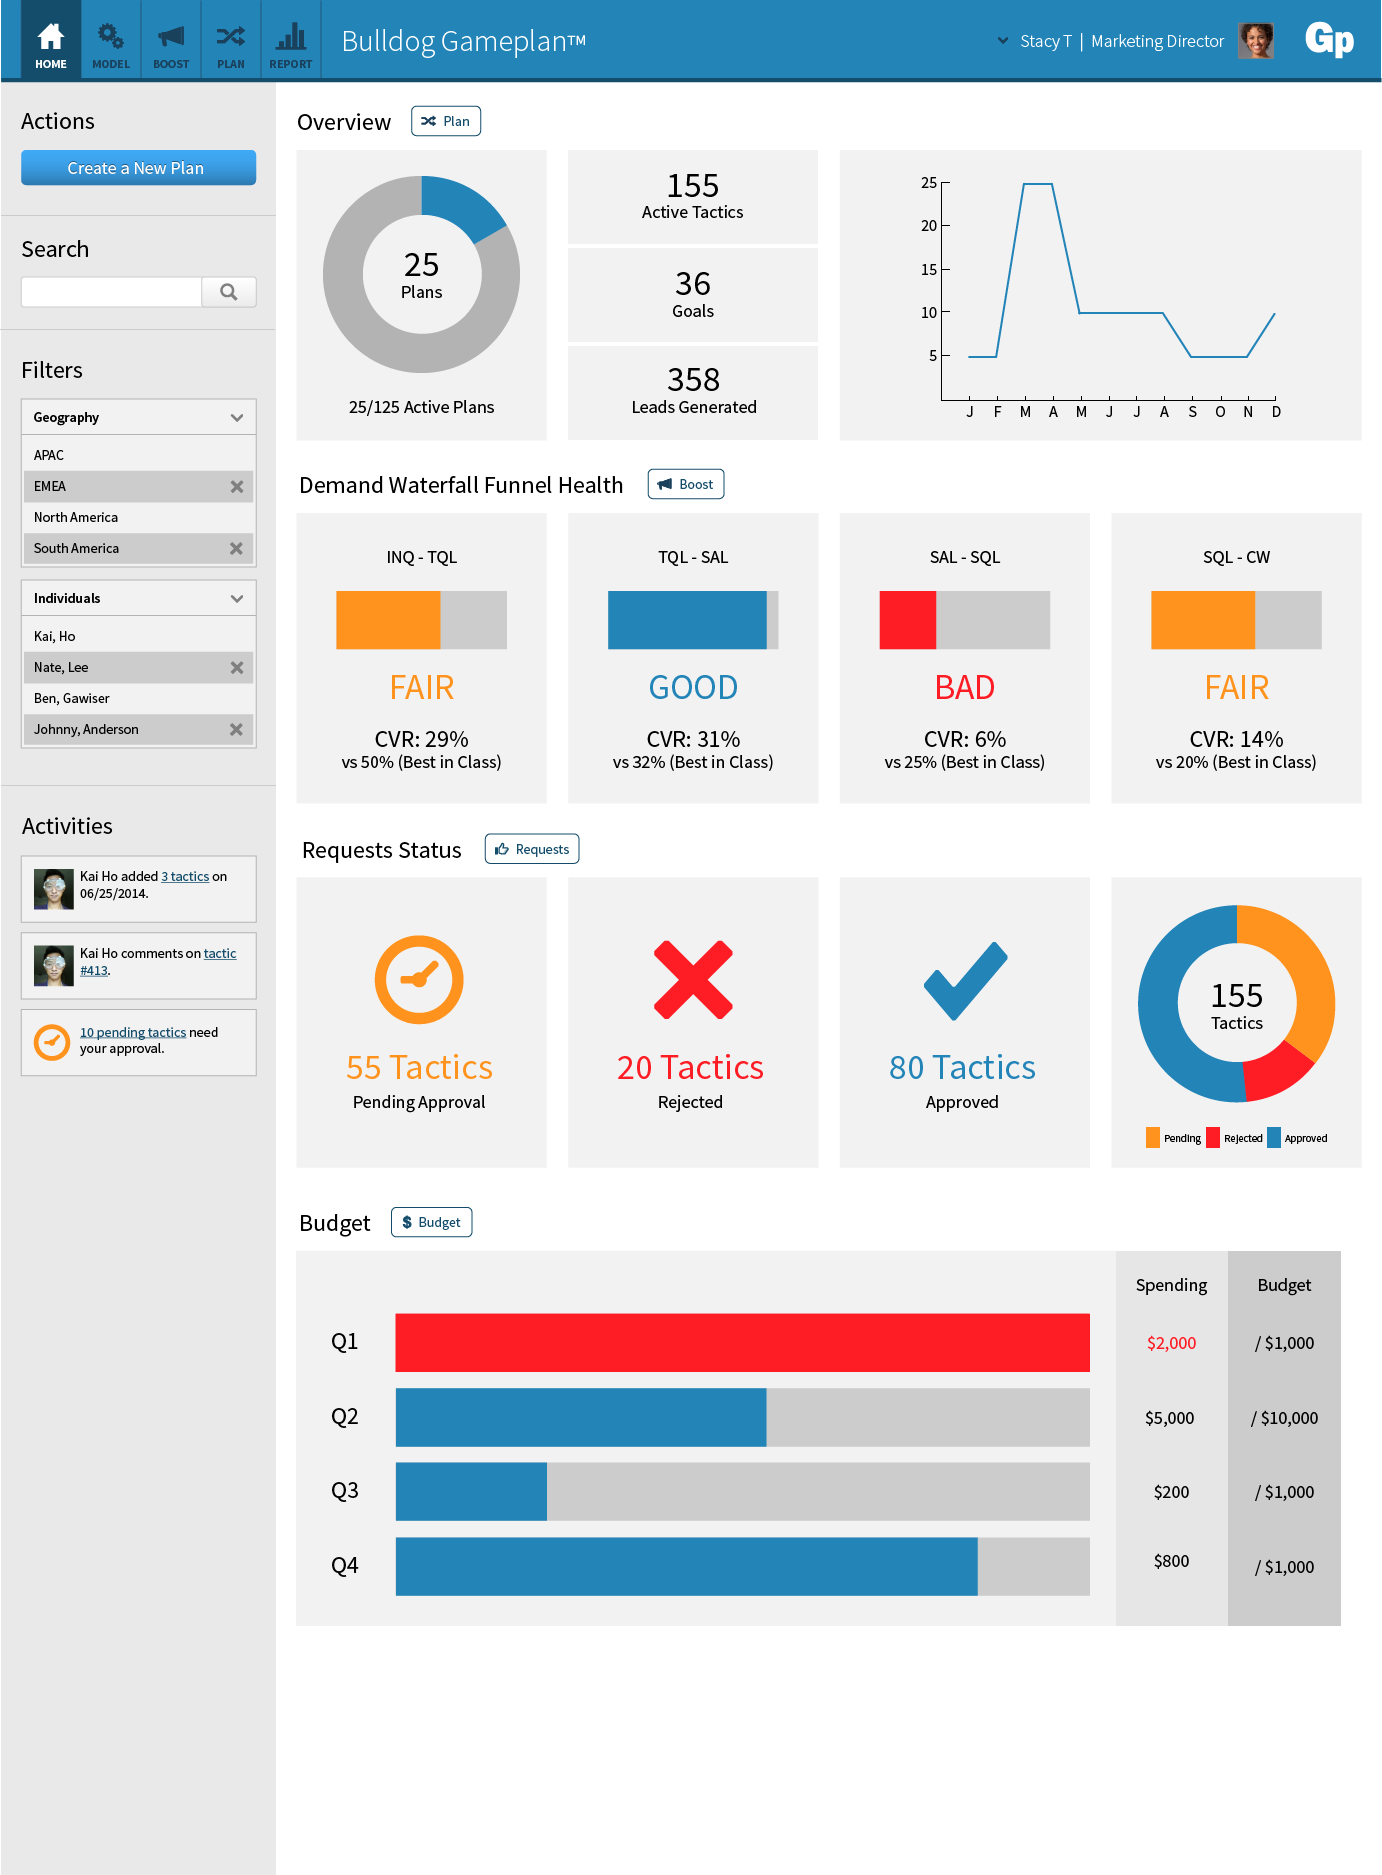 HOME
MODEL
BOOST
PLAN
REPORT
Bulldog Gameplan™
Stacy T | Marketing Director
Gp
Actions
Create a New Plan
Search
Filters
Geography
APAC
EMEA
North America
South America
Individuals
Kai, Ho
Nate, Lee
Ben, Gawiser
Johnny, Anderson
Activities
Kai Ho added 3 tactics on
06/25/2014.
Kai Ho comments on tactic
#413.
10 pending tactics need
your approval.
Overview
Plan
25
Plans
25/125 Active Plans
155
Active Tactics
36
Goals
358
Leads Generated
25
20
15
10
5
J F M A M J J A S O N D
Demand Waterfall Funnel Health
Boost
INQ - TQL
FAIR
CVR: 29%
vs 50% (Best in Class)
TQL - SAL
GOOD
CVR: 31%
vs 32% (Best in Class)
SAL - SQL
BAD
CVR: 6%
vs 25% (Best in Class)
SQL - CW
FAIR
CVR: 14%
vs 20% (Best in Class)
Requests Status
Requests
55 Tactics
Pending Approval
20 Tactics
Rejected
80 Tactics
Approved
155
Tactics
Pending Rejected Approved
Budget
$ Budget
Spending Budget
Q1 $2,000 / $1,000
Q2 $5,000 / $10,000
Q3 $200 / $1,000
Q4 $800 / $1,000